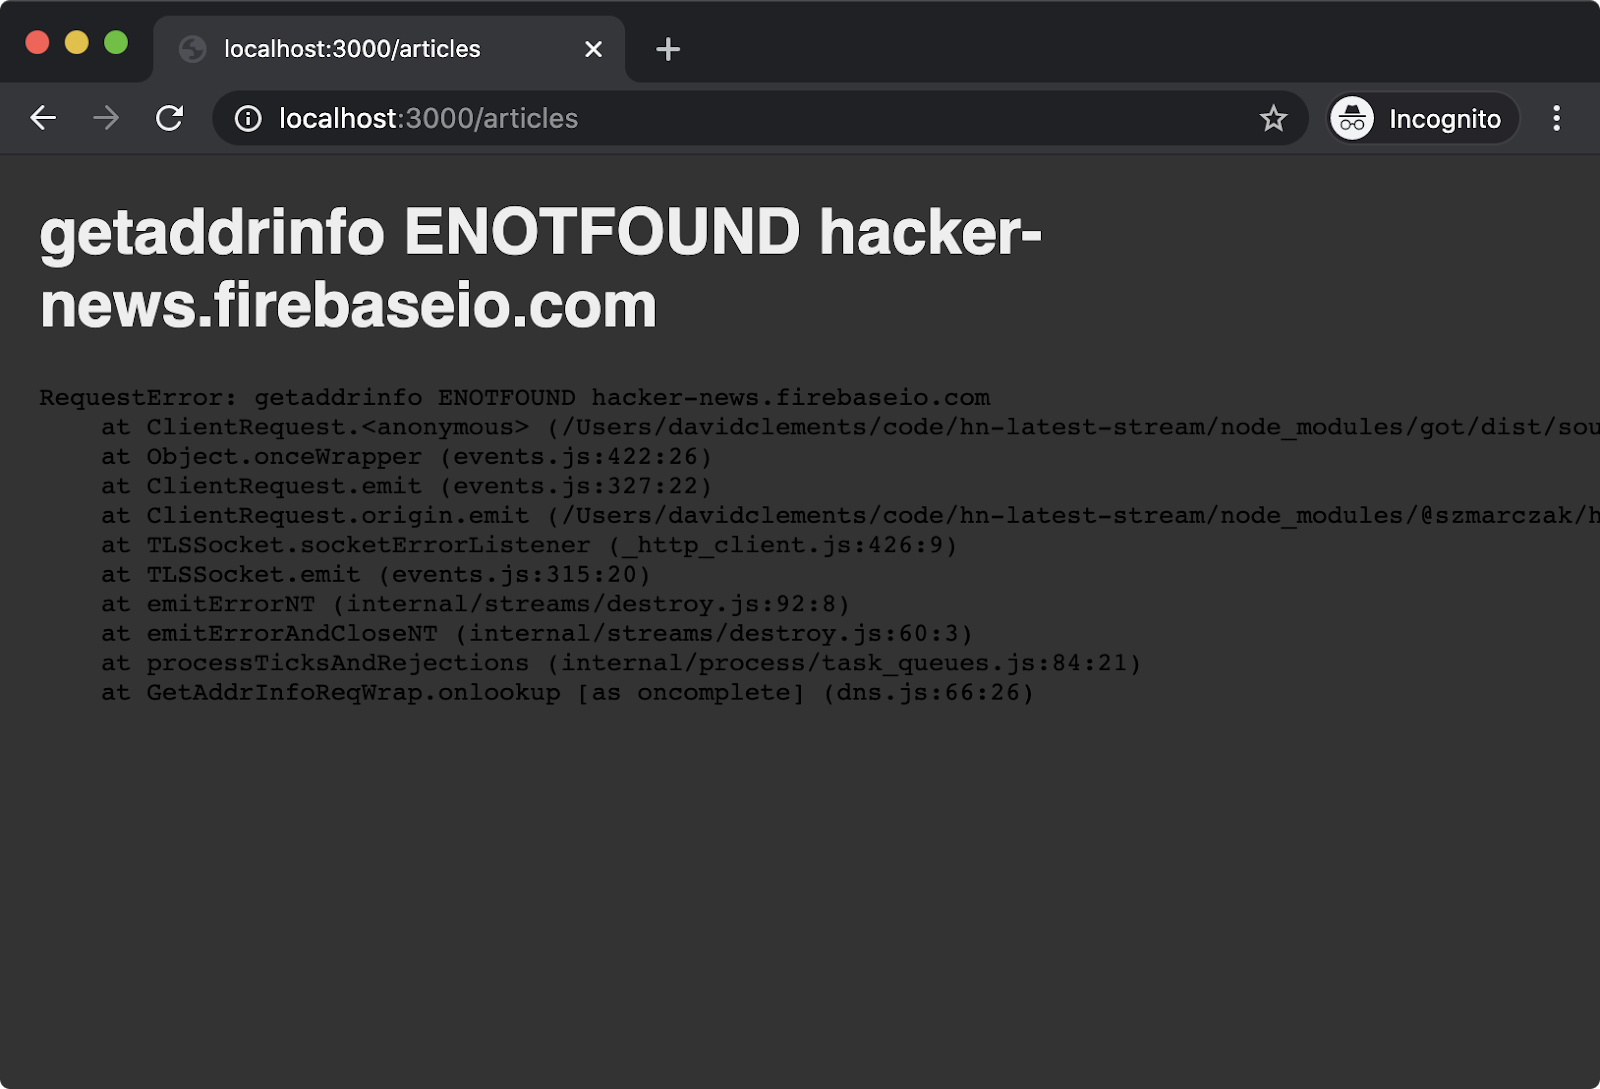 localhost:3000/articles
localhost:3000/articles
Incognito
getaddrinfo ENOTFOUND hacker-
news.firebaseio.com
RequestError: getaddrinfo ENOTFOUND hacker-news.firebaseio.com
at ClientRequest.<anonymous> (/Users/davidclements/code/hn-latest-stream/node_modules/got/dist/sou
at Object.onceWrapper (events.js:422:26)
at ClientRequest.emit (events.js:327:22)
at ClientRequest.origin.emit (/Users/davidclements/code/hn-latest-stream/node_modules/@szmarczak/h
at TLSSocket.socketErrorListener (_http_client.js:426:9)
at TLSSocket.emit (events.js:315:20)
at emitErrorNT (internal/streams/destroy.js:92:8)
at emitErrorAndCloseNT (internal/streams/destroy.js:60:3)
at processTicksAndRejections (internal/process/task_queues.js:84:21)
at GetAddrInfoReqWrap.onlookup [as oncomplete] (dns.js:66:26)